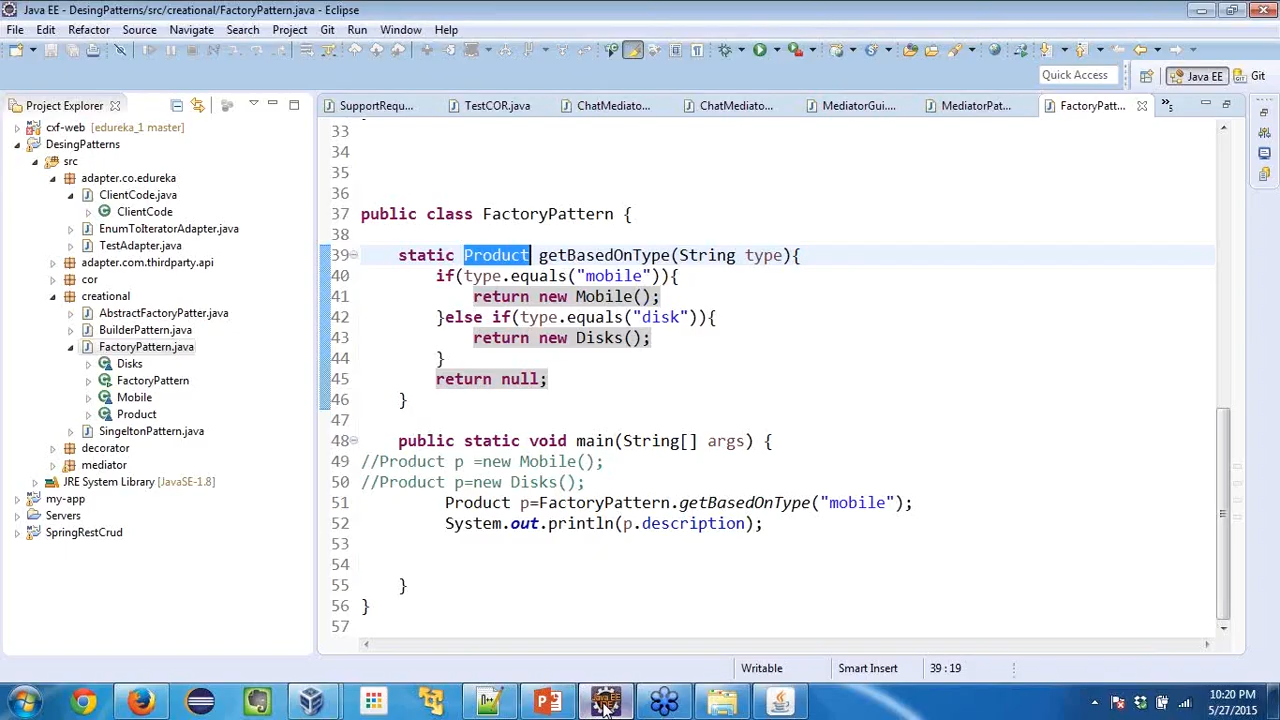 Java EE - DesingPatterns/src/creational/FactoryPattern.java - Eclipse
File Edit Refactor Source Navigate Search Project Git Run Window Help
Quick Access
Java EE
Git
Project Explorer
SupportRequ...
TestCOR.java
ChatMediato...
ChatMediato...
MediatorGui...
MediatorPat...
FactoryPatt...
5
cxf-web [edureka_1 master]
DesingPatterns
src
adapter.co.edureka
ClientCode.java
ClientCode
EnumToIteratorAdapter.java
TestAdapter.java
adapter.com.thirdparty.api
cor
creational
AbstractFactoryPatter.java
BuilderPattern.java
FactoryPattern.java
Disks
FactoryPattern
Mobile
Product
SingeltonPattern.java
decorator
mediator
JRE System Library [JavaSE-1.8]
my-app
Servers
SpringRestCrud
33
34
35
36
37 public class FactoryPattern {
38
39 static Product getBasedOnType(String type){
40 if(type.equals("mobile")){
41 return new Mobile();
42 }else if(type.equals("disk")){
43 return new Disks();
44 }
45 return null;
46 }
47
48 public static void main(String[] args) {
49 //Product p =new Mobile();
50 //Product p=new Disks();
51 Product p=FactoryPattern.getBasedOnType("mobile");
52 System.out.println(p.description);
53
54
55 }
56 }
57
Writable
Smart Insert
39 : 19
10:20 PM
5/27/2015